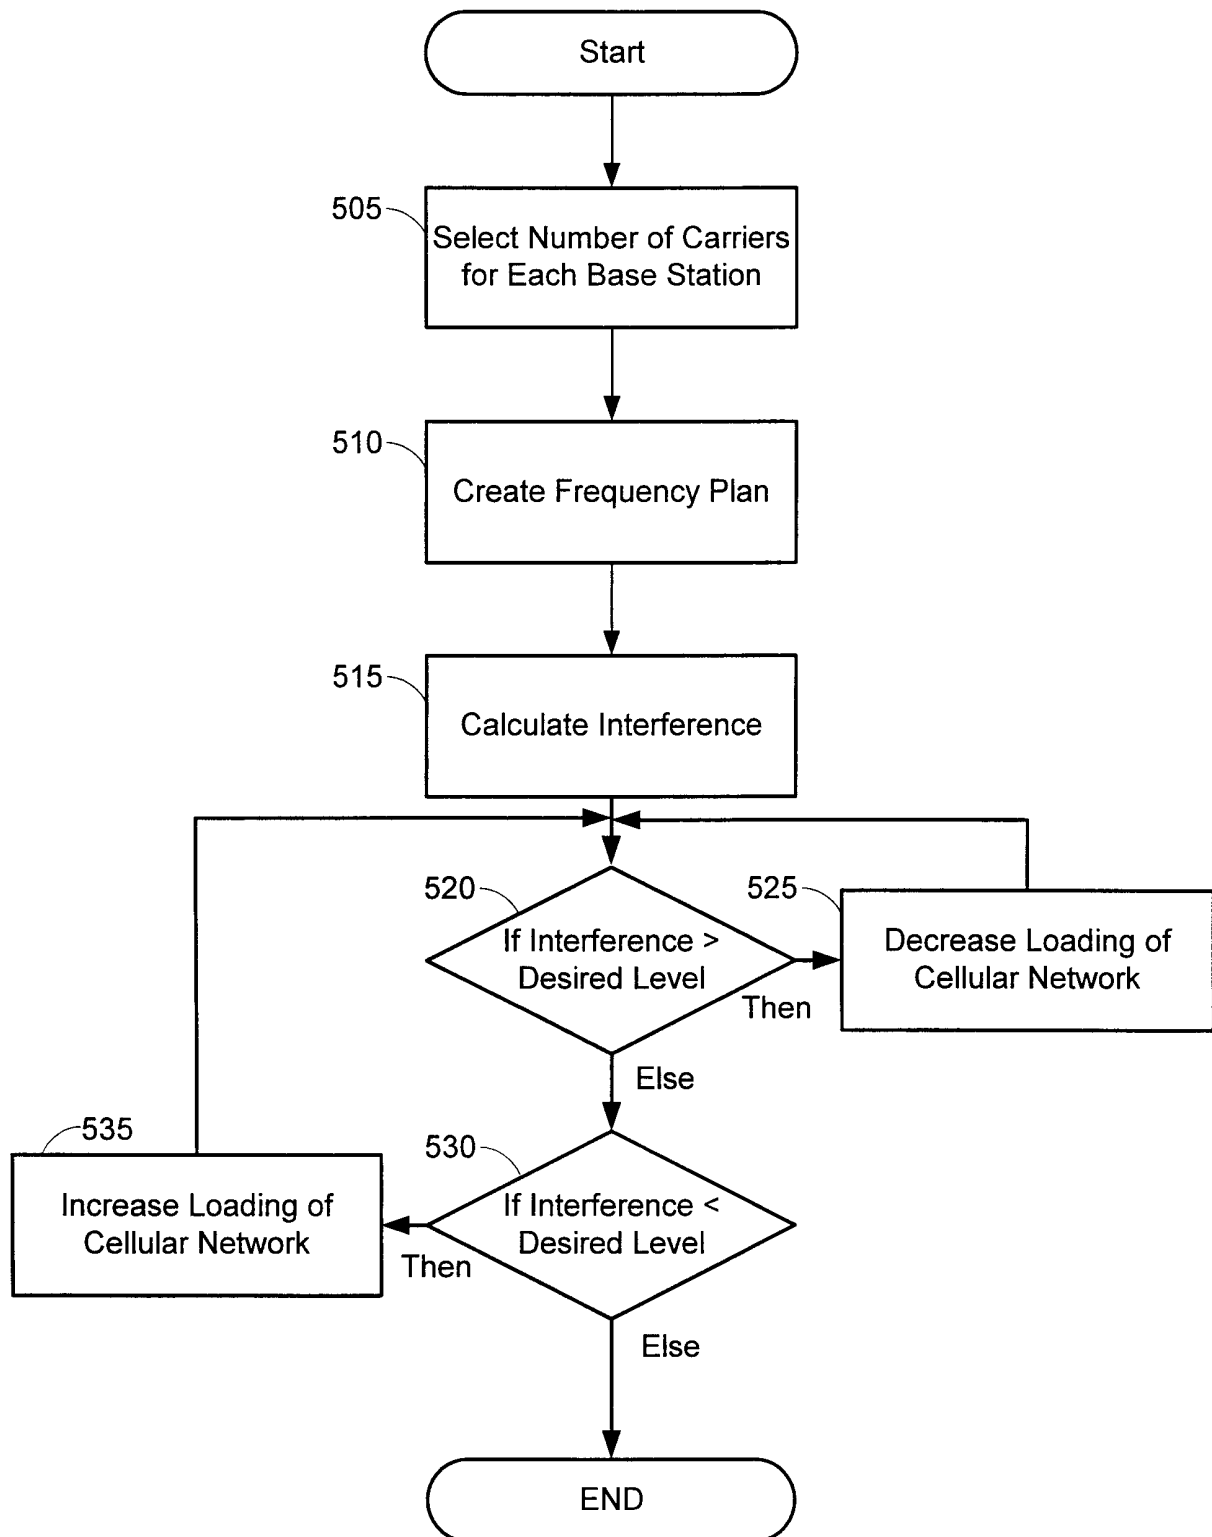 Start
505
Select Number of Carriers
for Each Base Station
510
Create Frequency Plan
515
Calculate Interference
520
If Interference >
Desired Level
Then
525
Decrease Loading of
Cellular Network
Else
535
Increase Loading of
Cellular Network
530
If Interference <
Desired Level
Then
Else
END